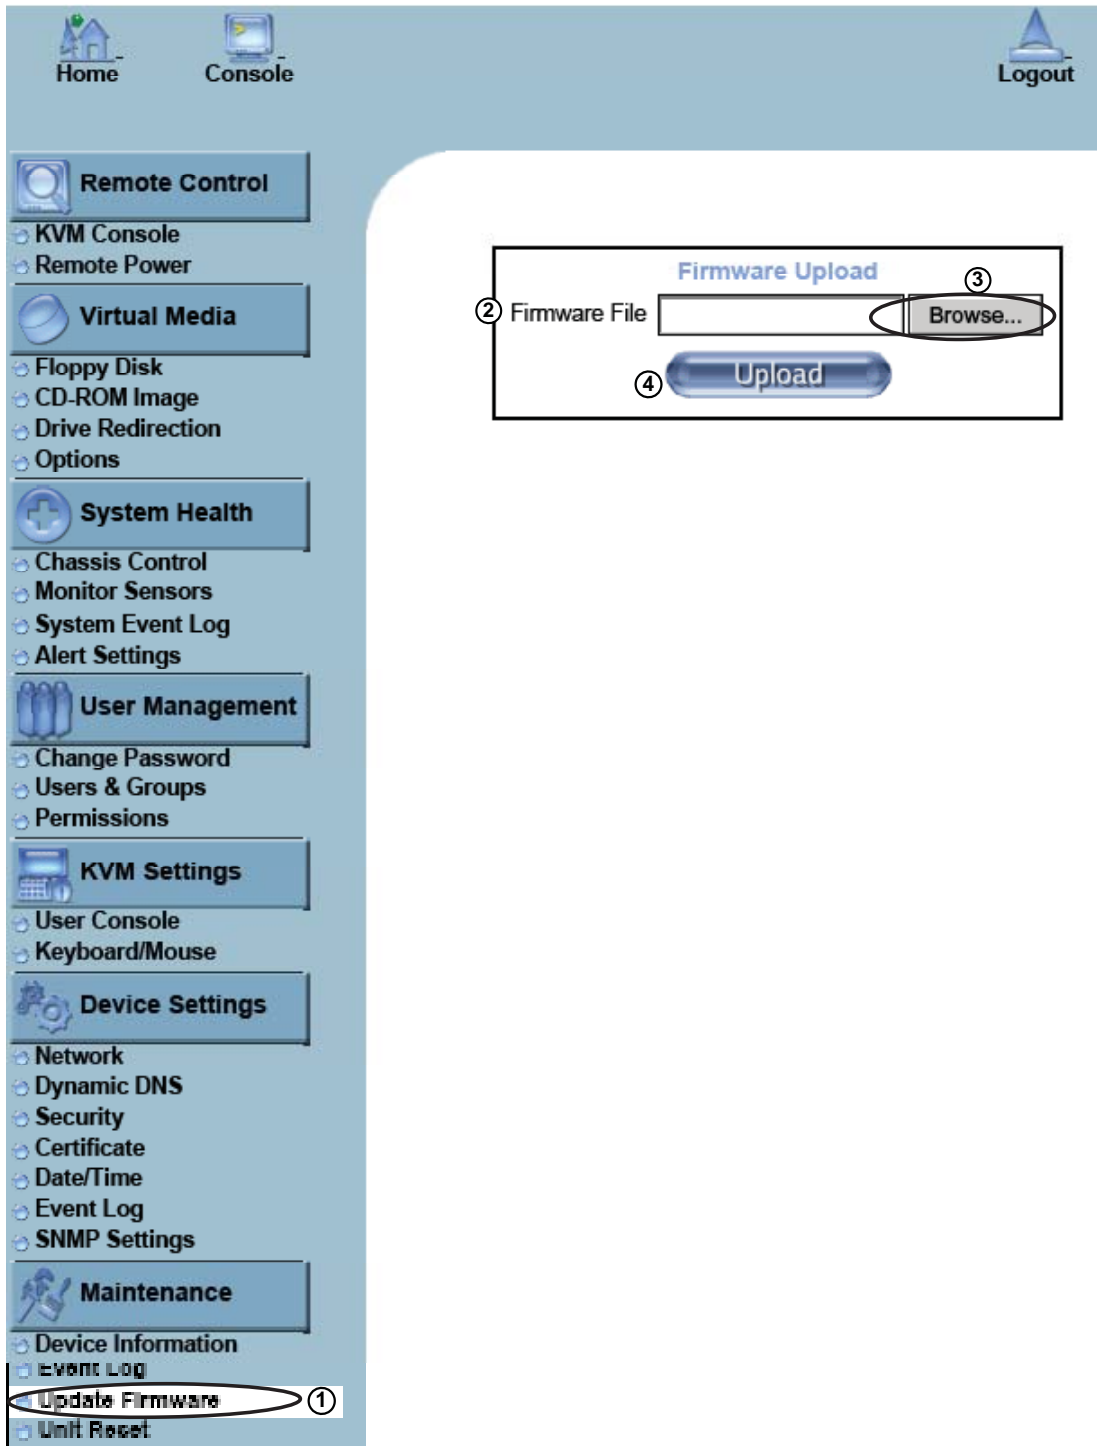 Home
Console
Logout
Remote Control
KVM Console
Remote Power
Virtual Media
Floppy Disk
CD-ROM Image
Drive Redirection
Options
System Health
Chassis Control
Monitor Sensors
System Event Log
Alert Settings
User Management
Change Password
Users & Groups
Permissions
KVM Settings
User Console
Keyboard/Mouse
Device Settings
Network
Dynamic DNS
Security
Certificate
Date/Time
Event Log
SNMP Settings
Maintenance
Device Information
Event Log
Update Firmware 1
Unit Reset
Firmware Upload
3
2 Firmware File Browse...
4 Upload